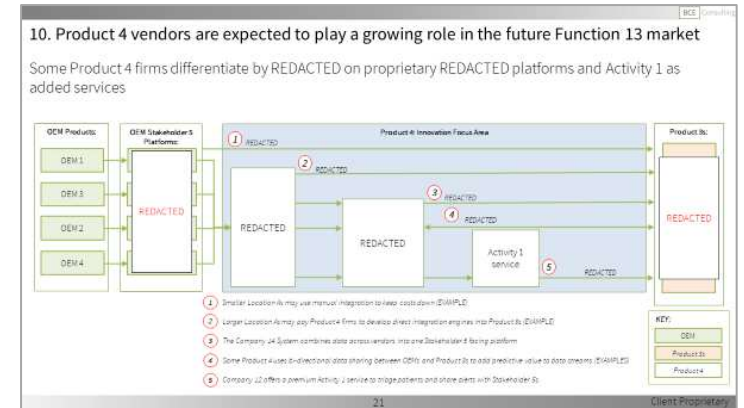 BCE Consulting
10. Product 4 vendors are expected to play a growing role in the future Function 13 market
Some Product 4 firms differentiate by REDACTED on proprietary REDACTED platforms and Activity 1 as
added services
OEM Products:
OEM Stakeholder 5
Platforms:
Product 4: Innovation Focus Area
Product 8s:
1 REDACTED
OEM 1
2 REDACTED
OEM 3
3 REDACTED
REDACTED
4 REDACTED
REDACTED
OEM 2
REDACTED
REDACTED
Activity 1
service
OEM 4
5 REDACTED
1 Smaller Location As may use manual integration to keep costs down (EXAMPLE)
2 Larger Location As may pay Product 4 firms to develop direct integration engines into Product 8s (EXAMPLE)
3 The Company 14 System combines data across vendors into one Stakeholder 5 facing platform
4 Some Product 4 uses bi-directional data sharing between OEMs and Product 8s to add predictive value to data streams (EXAMPLES)
5 Company 12 offers a premium Activity 1 service to triage patients and share alerts with Stakeholder 5s
KEY:
OEM
Product 8s
Product 4
21
Client Proprietary